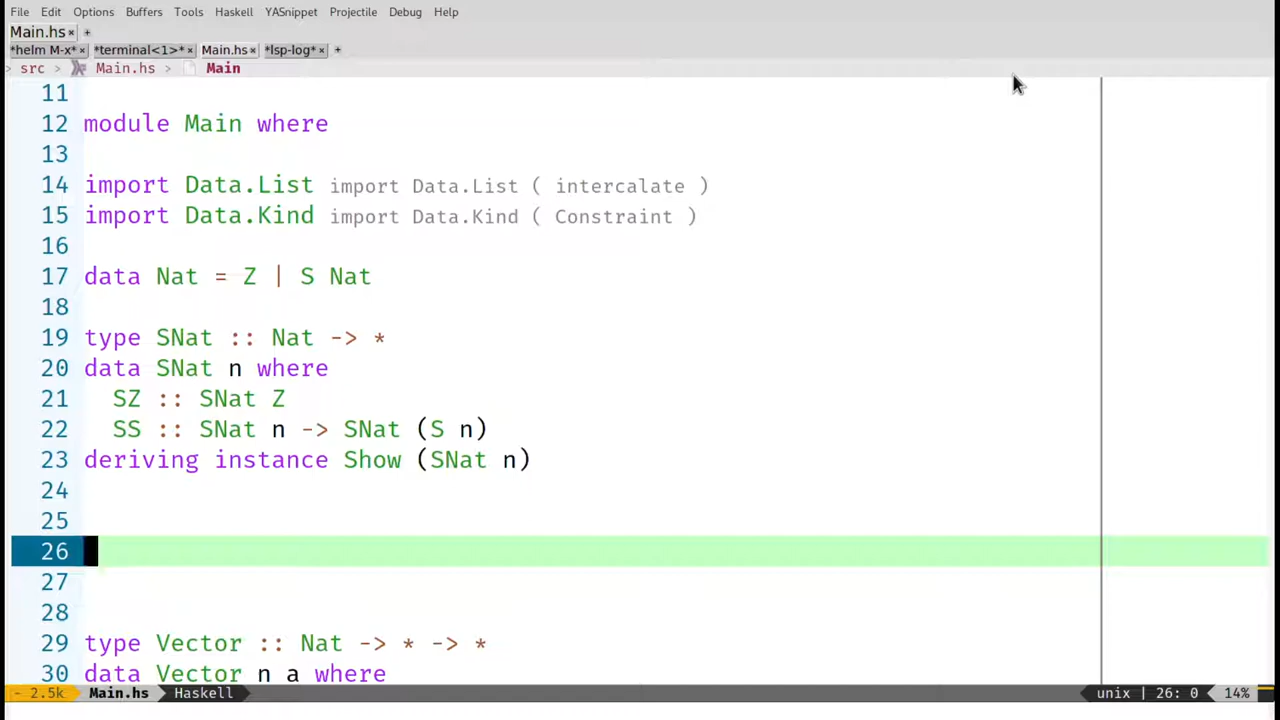 File Edit Options Buffers Tools Haskell YASnippet Projectile Debug Help
Main.hs× +
*helm M-x*× *terminal<1>*× Main.hs× *lsp-log*× +
> src > Main.hs > Main
11
12 module Main where
13
14 import Data.List import Data.List ( intercalate )
15 import Data.Kind import Data.Kind ( Constraint )
16
17 data Nat = Z | S Nat
18
19 type SNat :: Nat -> *
20 data SNat n where
21 SZ :: SNat Z
22 SS :: SNat n -> SNat (S n)
23 deriving instance Show (SNat n)
24
25
26
27
28
29 type Vector :: Nat -> * -> *
30 data Vector n a where
- 2.5k Main.hs Haskell unix | 26: 0 14%